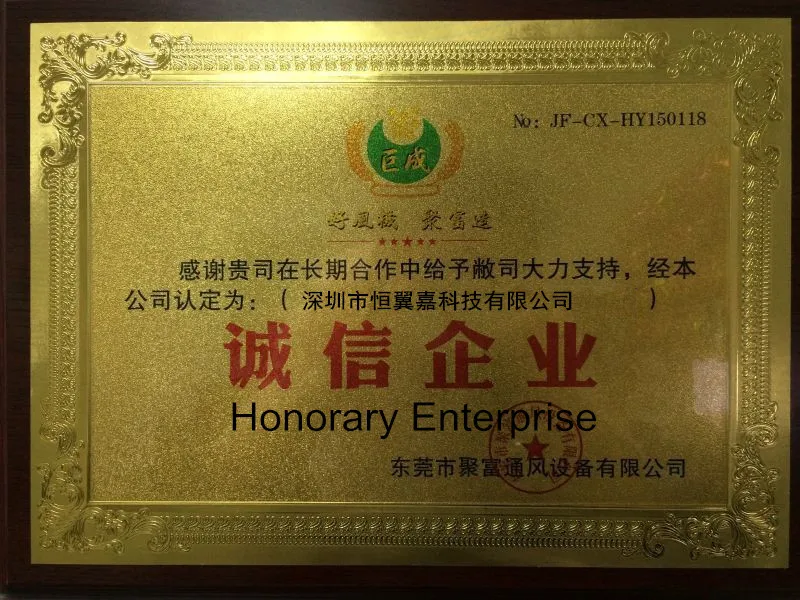 No: JF-CX-HY150118
巨成
好風機 聚富造
感谢贵司在长期合作中给予敝司大力支持，经本
公司认定为：（ 深圳市恒翼嘉科技有限公司 ）
诚信企业
Honorary Enterprise
东莞市聚富通风设备有限公司